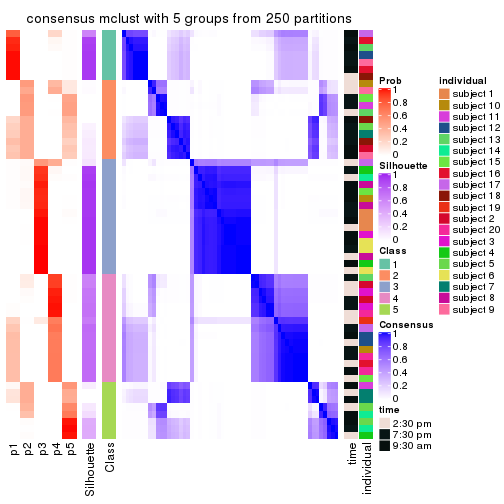 consensus mclust with 5 groups from 250 partitions
Prob
1
0.8
0.6
0.4
0.2
0
Silhouette
1
0.8
0.6
0.4
0.2
0
Class
1
2
3
4
5
Consensus
1
0.8
0.6
0.4
0.2
0
time
2:30 pm
7:30 pm
9:30 am
individual
subject 1
subject 10
subject 11
subject 12
subject 13
subject 14
subject 15
subject 16
subject 17
subject 18
subject 19
subject 2
subject 20
subject 3
subject 4
subject 5
subject 6
subject 7
subject 8
subject 9
p1
p2
p3
p4
p5
Silhouette
Class
time
individual